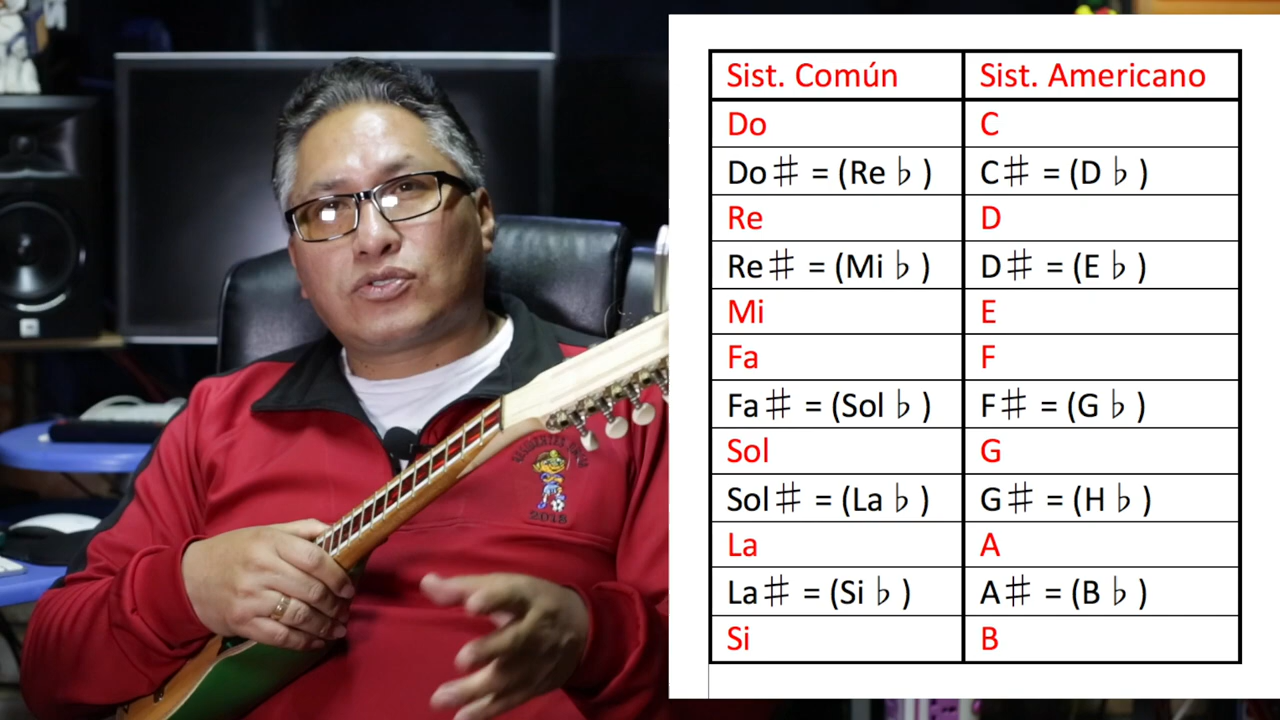 Sist. Común Sist. Americano
Do C
Do♯ = (Re ♭) C♯ = (D ♭)
Re D
Re♯ = (Mi ♭) D♯ = (E ♭)
Mi E
Fa F
Fa♯ = (Sol ♭) F♯ = (G ♭)
Sol G
Sol♯ = (La ♭) G♯ = (H ♭)
La A
La♯ = (Si ♭) A♯ = (B ♭)
Si B
2018